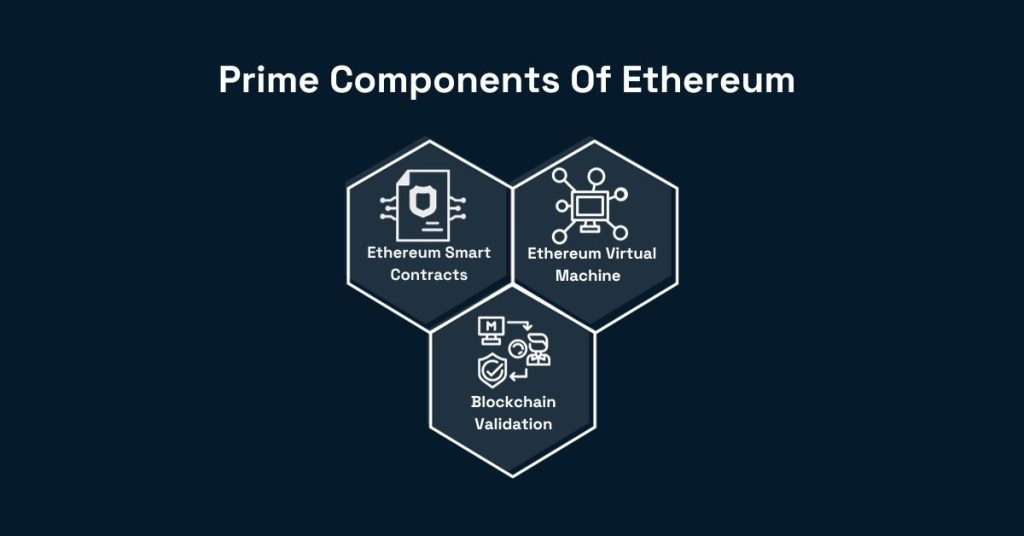 Prime Components Of Ethereum
Ethereum Smart
Contracts
Ethereum Virtual
Machine
M
Blockchain
Validation